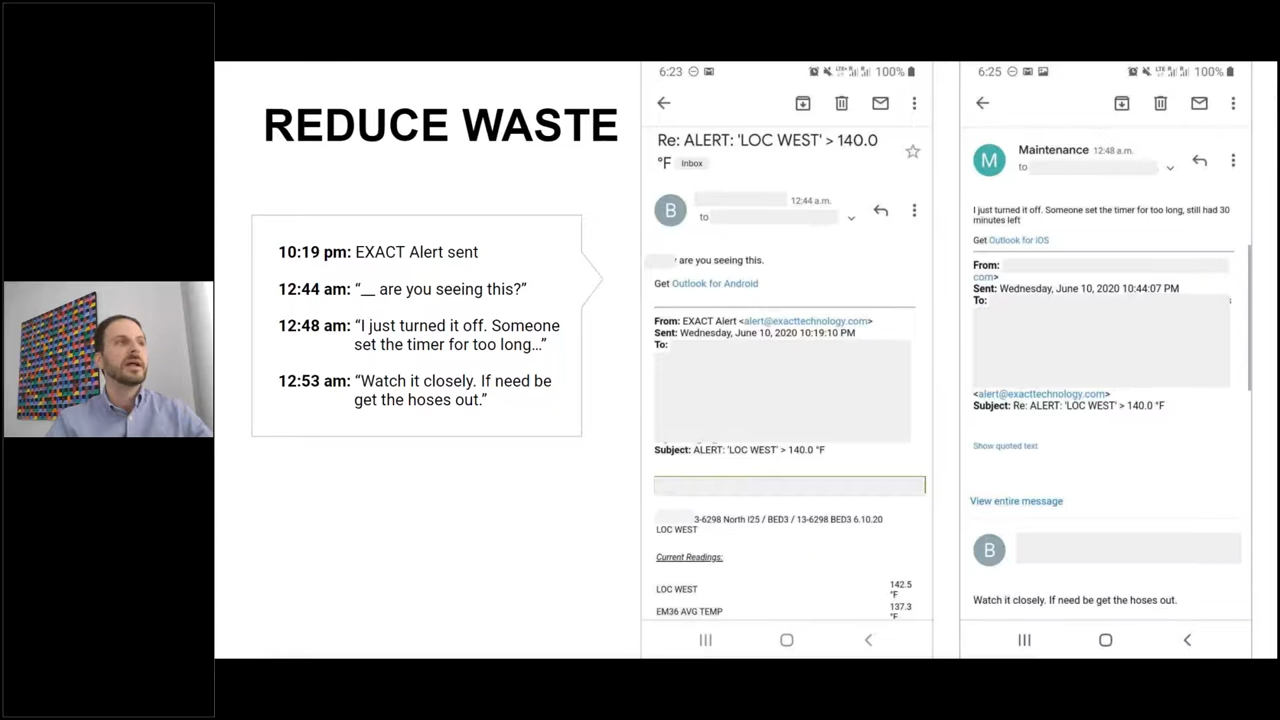 REDUCE WASTE
10:19 pm: EXACT Alert sent
12:44 am: “__ are you seeing this?”
12:48 am: “I just turned it off. Someone
set the timer for too long…”
12:53 am: “Watch it closely. If need be
get the hoses out.”
6:23
LTE+
100%
Re: ALERT: 'LOC WEST' > 140.0
°F Inbox
B
12:44 a.m.
to
are you seeing this.
Get Outlook for Android
From: EXACT Alert <alert@exacttechnology.com>
Sent: Wednesday, June 10, 2020 10:19:10 PM
To:
Subject: ALERT: 'LOC WEST' > 140.0 °F
3-6298 North I25 / BED3 / 13-6298 BED3 6.10.20
LOC WEST
Current Readings:
LOC WEST 142.5
°F
EM36 AVG TEMP 137.3
°F
6:25
LTE
100%
M
Maintenance 12:48 a.m.
to
I just turned it off. Someone set the timer for too long, still had 30
minutes left
Get Outlook for iOS
From:
com>
Sent: Wednesday, June 10, 2020 10:44:07 PM
To:
<alert@exacttechnology.com>
Subject: Re: ALERT: 'LOC WEST' > 140.0 °F
Show quoted text
View entire message
B
Watch it closely. If need be get the hoses out.